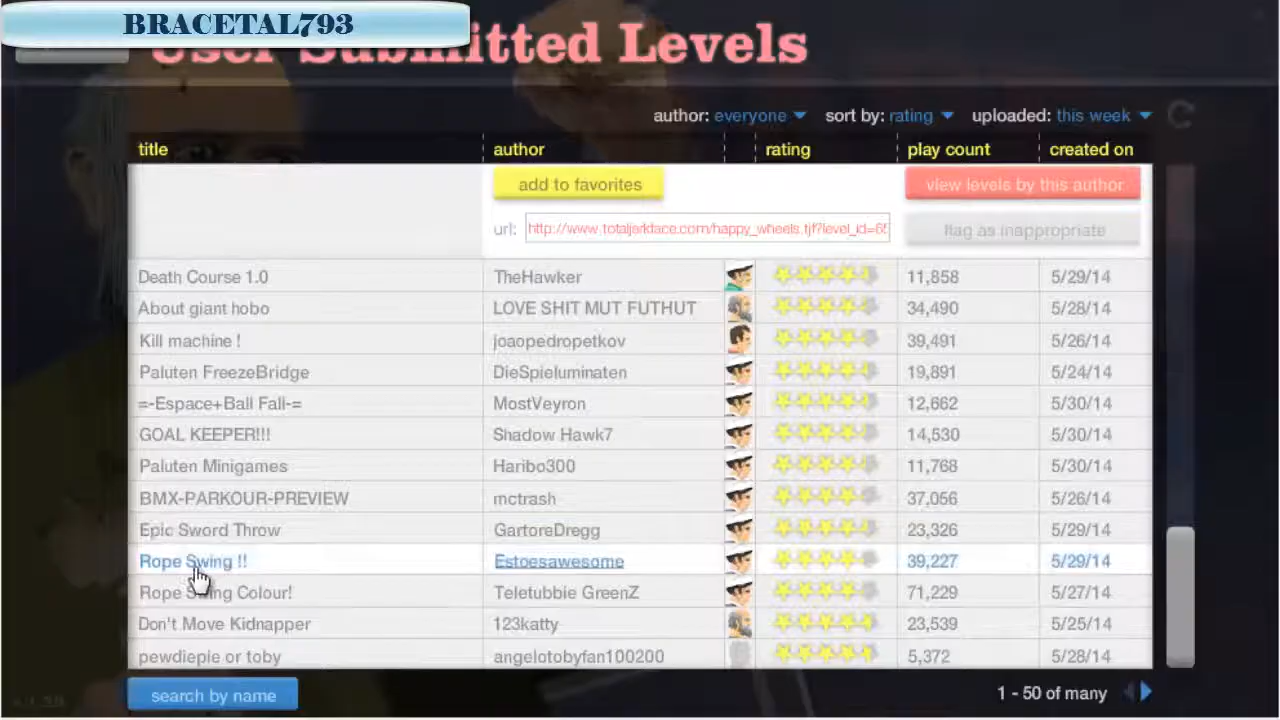 BRACETAL793
User Submitted Levels
author: everyone sort by: rating uploaded: this week
title author rating play count created on
add to favorites view levels by this author
url: http://www.totaljerkface.com/happy_wheels.tjf?level_id=65 flag as inappropriate
Death Course 1.0 TheHawker 11,858 5/29/14
About giant hobo LOVE SHIT MUT FUTHUT 34,490 5/28/14
Kill machine ! joaopedropetkov 39,491 5/26/14
Paluten FreezeBridge DieSpieluminaten 19,891 5/24/14
=-Espace+Ball Fall-= MostVeyron 12,662 5/30/14
GOAL KEEPER!!! Shadow Hawk7 14,530 5/30/14
Paluten Minigames Haribo300 11,768 5/30/14
BMX-PARKOUR-PREVIEW mctrash 37,056 5/26/14
Epic Sword Throw GartoreDregg 23,326 5/29/14
Rope Swing !! Estoesawesome 39,227 5/29/14
Rope Swing Colour! Teletubbie GreenZ 71,229 5/27/14
Don't Move Kidnapper 123katty 23,539 5/25/14
pewdiepie or toby angelotobyfan100200 5,372 5/28/14
search by name 1 - 50 of many